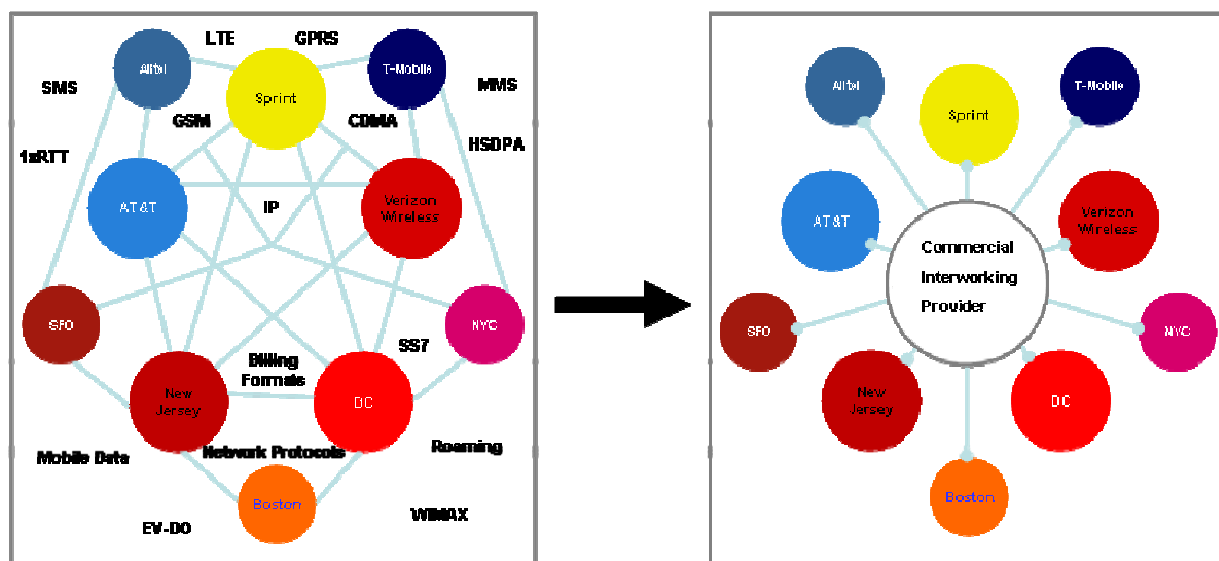 LTE
GPRS
Alltel
T-Mobile
SMS
Sprint
MMS
GSM
CDMA
HSDPA
1xRTT
AT&T
IP
Verizon
Wireless
SFO
NYC
SS7
Billing
Formats
New
Jersey
DC
Mobile Data
Network Protocols
Roaming
Boston
EV-DO
WiMAX
Alltel
T-Mobile
Sprint
AT&T
Verizon
Wireless
Commercial
Interworking
Provider
SFO
NYC
New
Jersey
DC
Boston